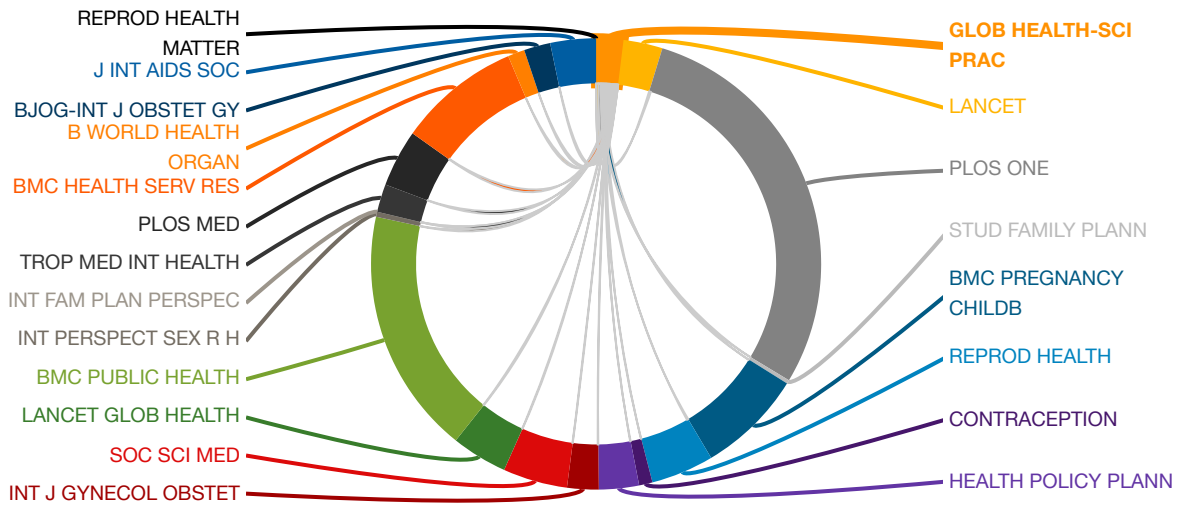 REPROD HEALTH
MATTER
J INT AIDS SOC
BJOG-INT J OBSTET GY
B WORLD HEALTH
ORGAN
BMC HEALTH SERV RES
PLOS MED
TROP MED INT HEALTH
INT FAM PLAN PERSPEC
INT PERSPECT SEX R H
BMC PUBLIC HEALTH
LANCET GLOB HEALTH
SOC SCI MED
INT J GYNECOL OBSTET
GLOB HEALTH-SCI
PRAC
LANCET
PLOS ONE
STUD FAMILY PLANN
BMC PREGNANCY
CHILDB
REPROD HEALTH
CONTRACEPTION
HEALTH POLICY PLANN